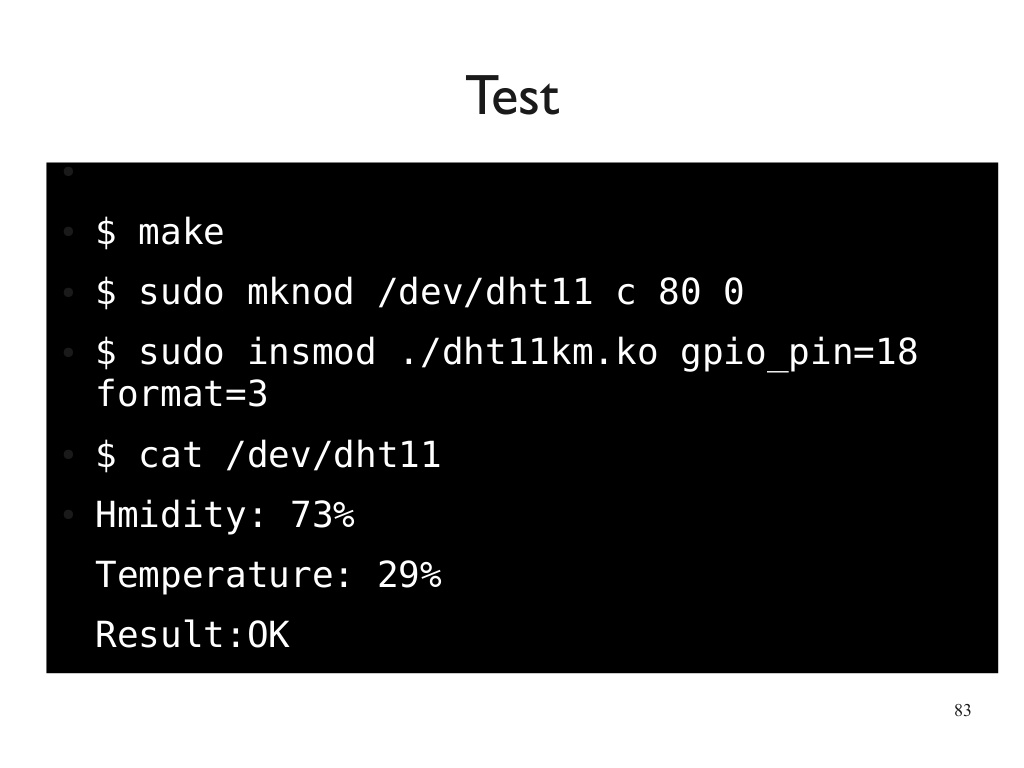 Test
$ make
$ sudo mknod /dev/dht11 c 80 0
$ sudo insmod ./dht11km.ko gpio_pin=18
format=3
$ cat /dev/dht11
Hmidity: 73%
Temperature: 29%
Result:OK
83